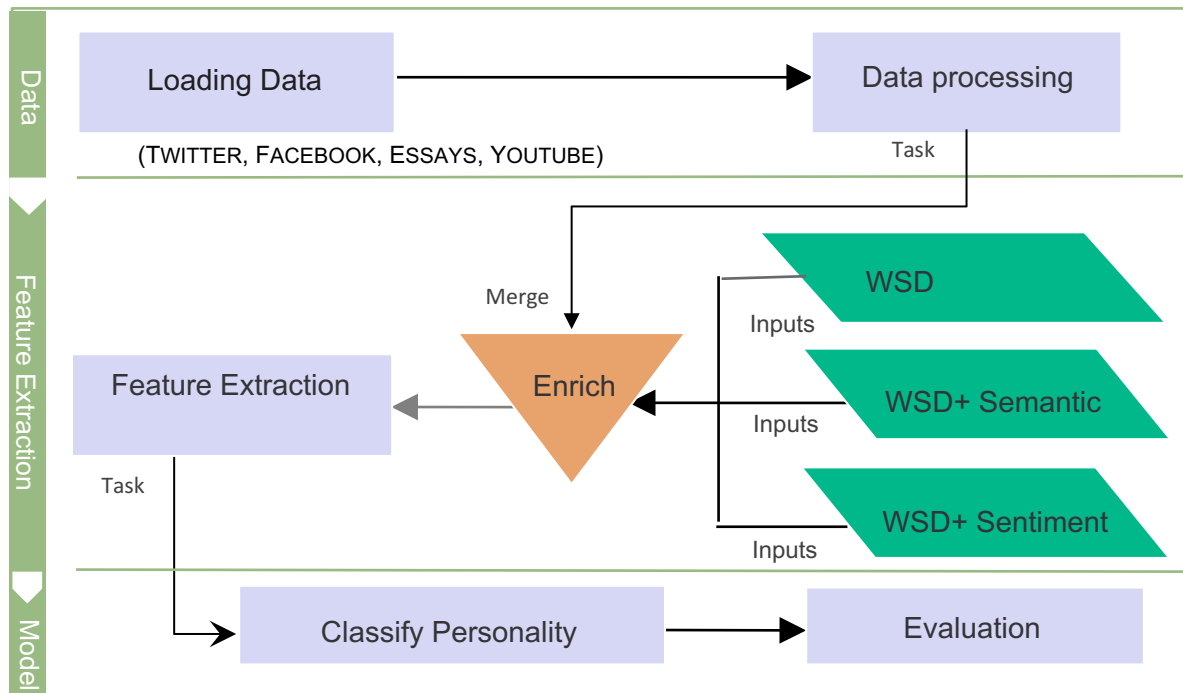 Data
Loading Data
Data processing
(TWITTER, FACEBOOK, ESSAYS, YOUTUBE)
Task
Feature Extraction
WSD
Merge
Inputs
Feature Extraction
Enrich
WSD+ Semantic
Inputs
Task
WSD+ Sentiment
Inputs
Model
Classify Personality
Evaluation